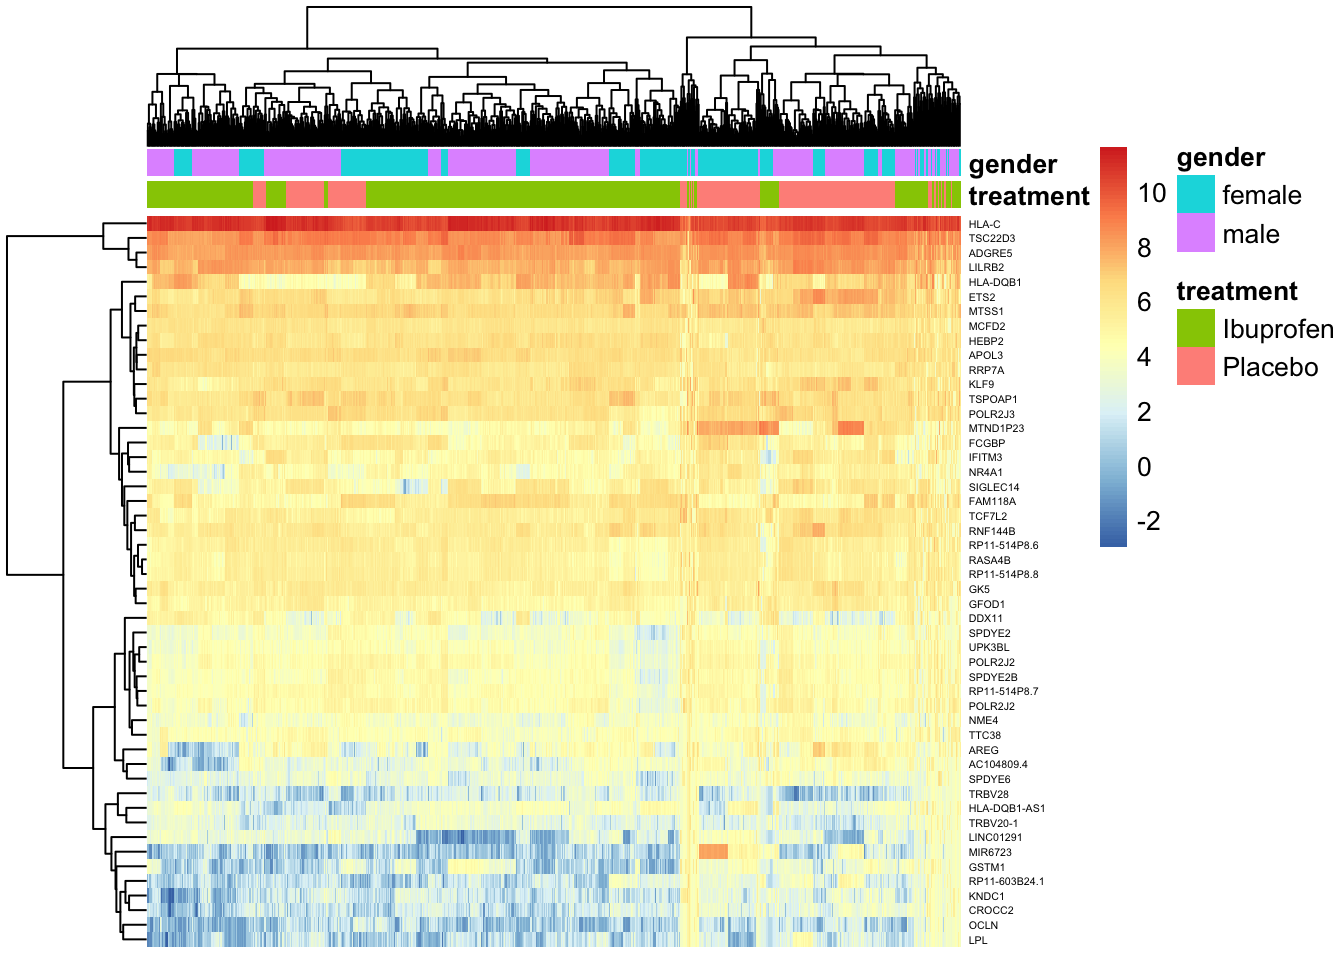 gender
treatment
HLA-C
TSC22D3
ADGRE5
LILRB2
HLA-DQB1
ETS2
MTSS1
MCFD2
HEBP2
APOL3
RRP7A
KLF9
TSPOAP1
POLR2J3
MTND1P23
FCGBP
IFITM3
NR4A1
SIGLEC14
FAM118A
TCF7L2
RNF144B
RP11-514P8.6
RASA4B
RP11-514P8.8
GK5
GFOD1
DDX11
SPDYE2
UPK3BL
POLR2J2
SPDYE2B
RP11-514P8.7
POLR2J2
NME4
TTC38
AREG
AC104809.4
SPDYE6
TRBV28
HLA-DQB1-AS1
TRBV20-1
LINC01291
MIR6723
GSTM1
RP11-603B24.1
KNDC1
CROCC2
OCLN
LPL
10
8
6
4
2
0
-2
gender
female
male
treatment
Ibuprofen
Placebo